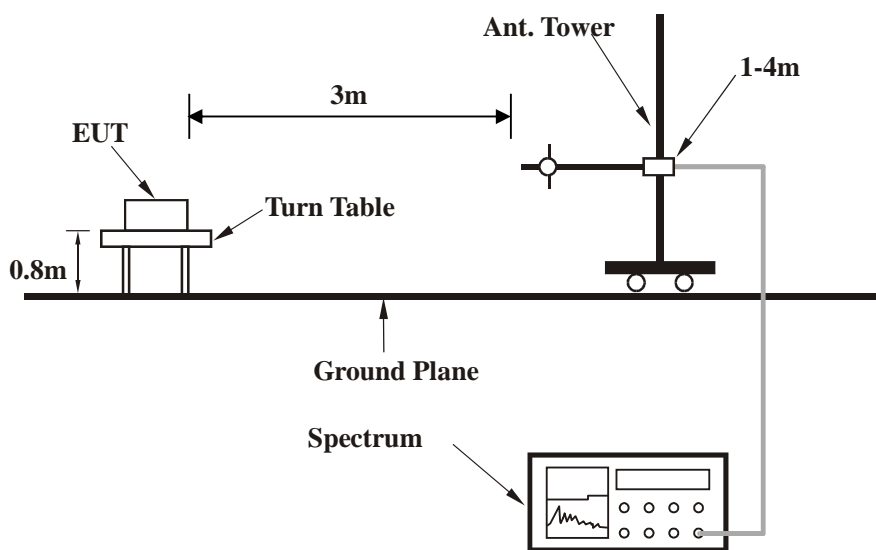 Ant. Tower
1-4m
3m
EUT
Turn Table
0.8m
Ground Plane
Spectrum